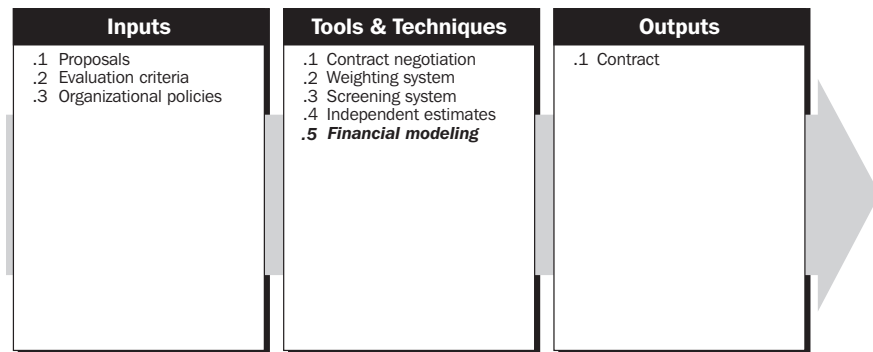 Inputs
.1 Proposals
.2 Evaluation criteria
.3 Organizational policies
Tools & Techniques
.1 Contract negotiation
.2 Weighting system
.3 Screening system
.4 Independent estimates
.5 Financial modeling
Outputs
.1 Contract